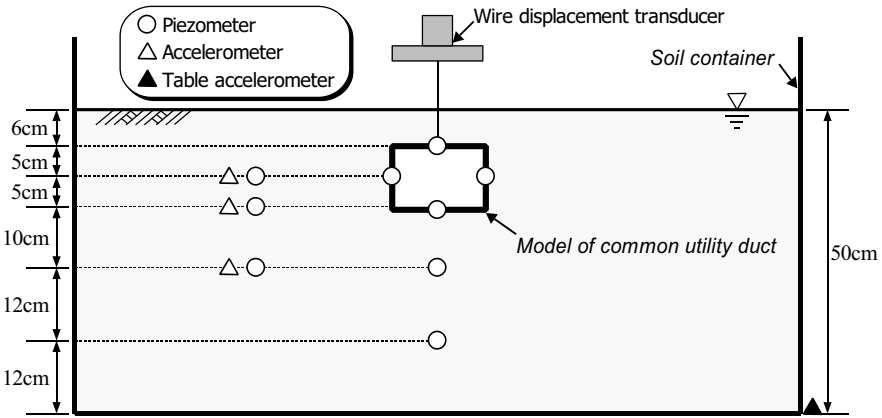 Piezometer
Accelerometer
Table accelerometer
Wire displacement transducer
Soil container
6cm
5cm
5cm
10cm
12cm
12cm
Model of common utility duct
50cm